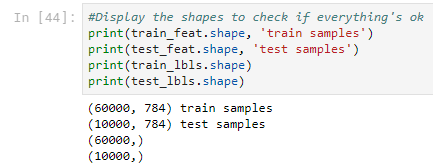 In [44]: #Display the shapes to check if everything's ok
print(train_feat.shape, 'train samples')
print(test_feat.shape, 'test samples')
print(train_lbls.shape)
print(test_lbls.shape)
(60000, 784) train samples
(10000, 784) test samples
(60000,)
(10000,)